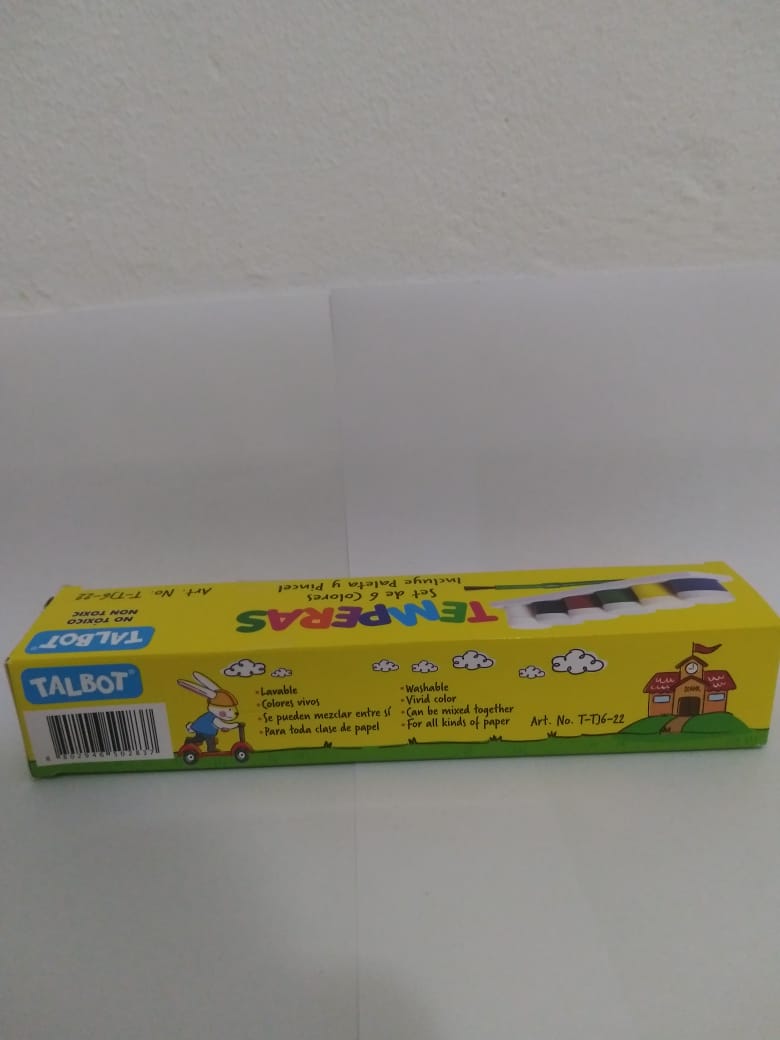 Art. No. T-TJ6-22
Incluye Paleta y Pincel
Set de 6 Colores
TEMPERAS
NO TOXICO
NON TOXIC
TALBOT®
TALBOT®
• Lavable
• Colores vivos
• Se pueden mezclar entre sí
• Para toda clase de papel
• Washable
• Vivid color
• Can be mixed together
• For all kinds of paper
Art. No. T-TJ6-22